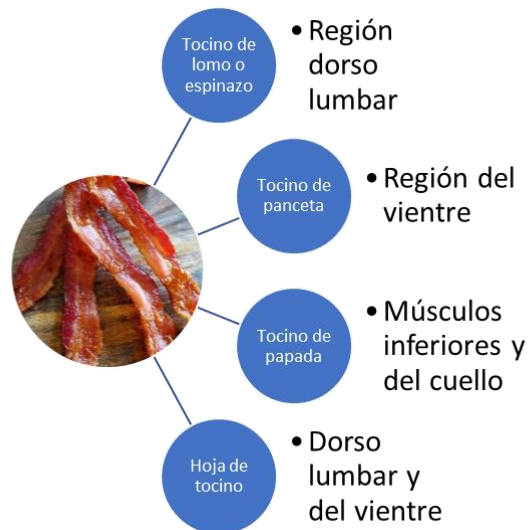 Tocino de
lomo o
espinazo
• Región
dorso
lumbar
Tocino de
panceta
• Región del
vientre
Tocino de
papada
• Músculos
inferiores y
del cuello
Hoja de
tocino
• Dorso
lumbar y
del vientre